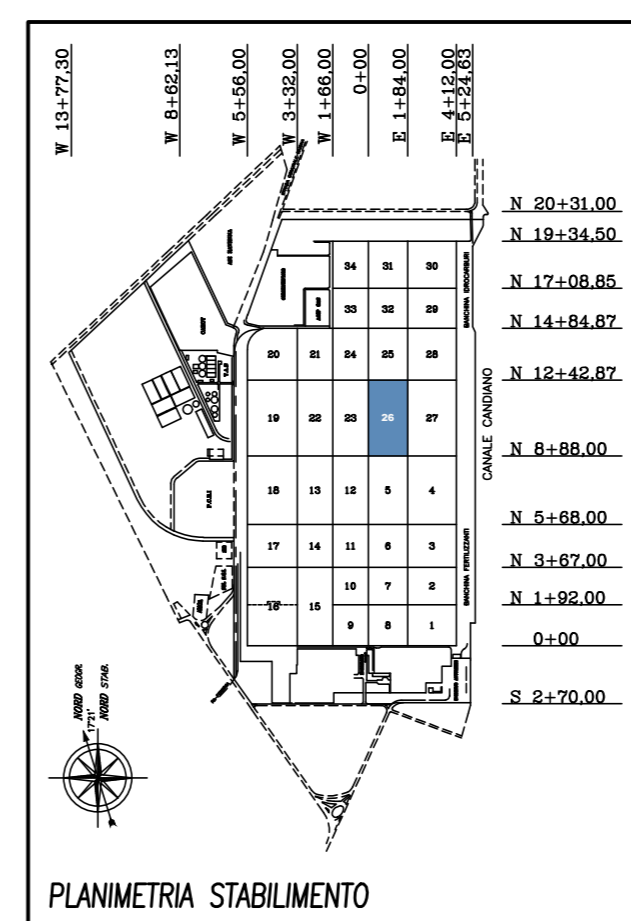 W 13+77,30
W 8+62,13
W 5+56,00
W 3+32,00
W 1+66,00
0+00
E 1+84,00
E 4+12,00
E 5+24,63
N 20+31,00
N 19+34,50
N 17+08,85
N 14+84,87
N 12+42,87
N 8+88,00
N 5+68,00
N 3+67,00
N 1+92,00
0+00
S 2+70,00
34 31 30
33 32 29
20 21 24 25 28
19 22 23 26 27
18 13 12 5 4
17 14 11 6 3
16 15 10 7 2
9 8 1
BANCHINA IDROCARBURI
CANALE CANDIANO
BANCHINA FERTILIZZANTI
NORD GEOGR.
17°21'
NORD STAB.
PLANIMETRIA STABILIMENTO